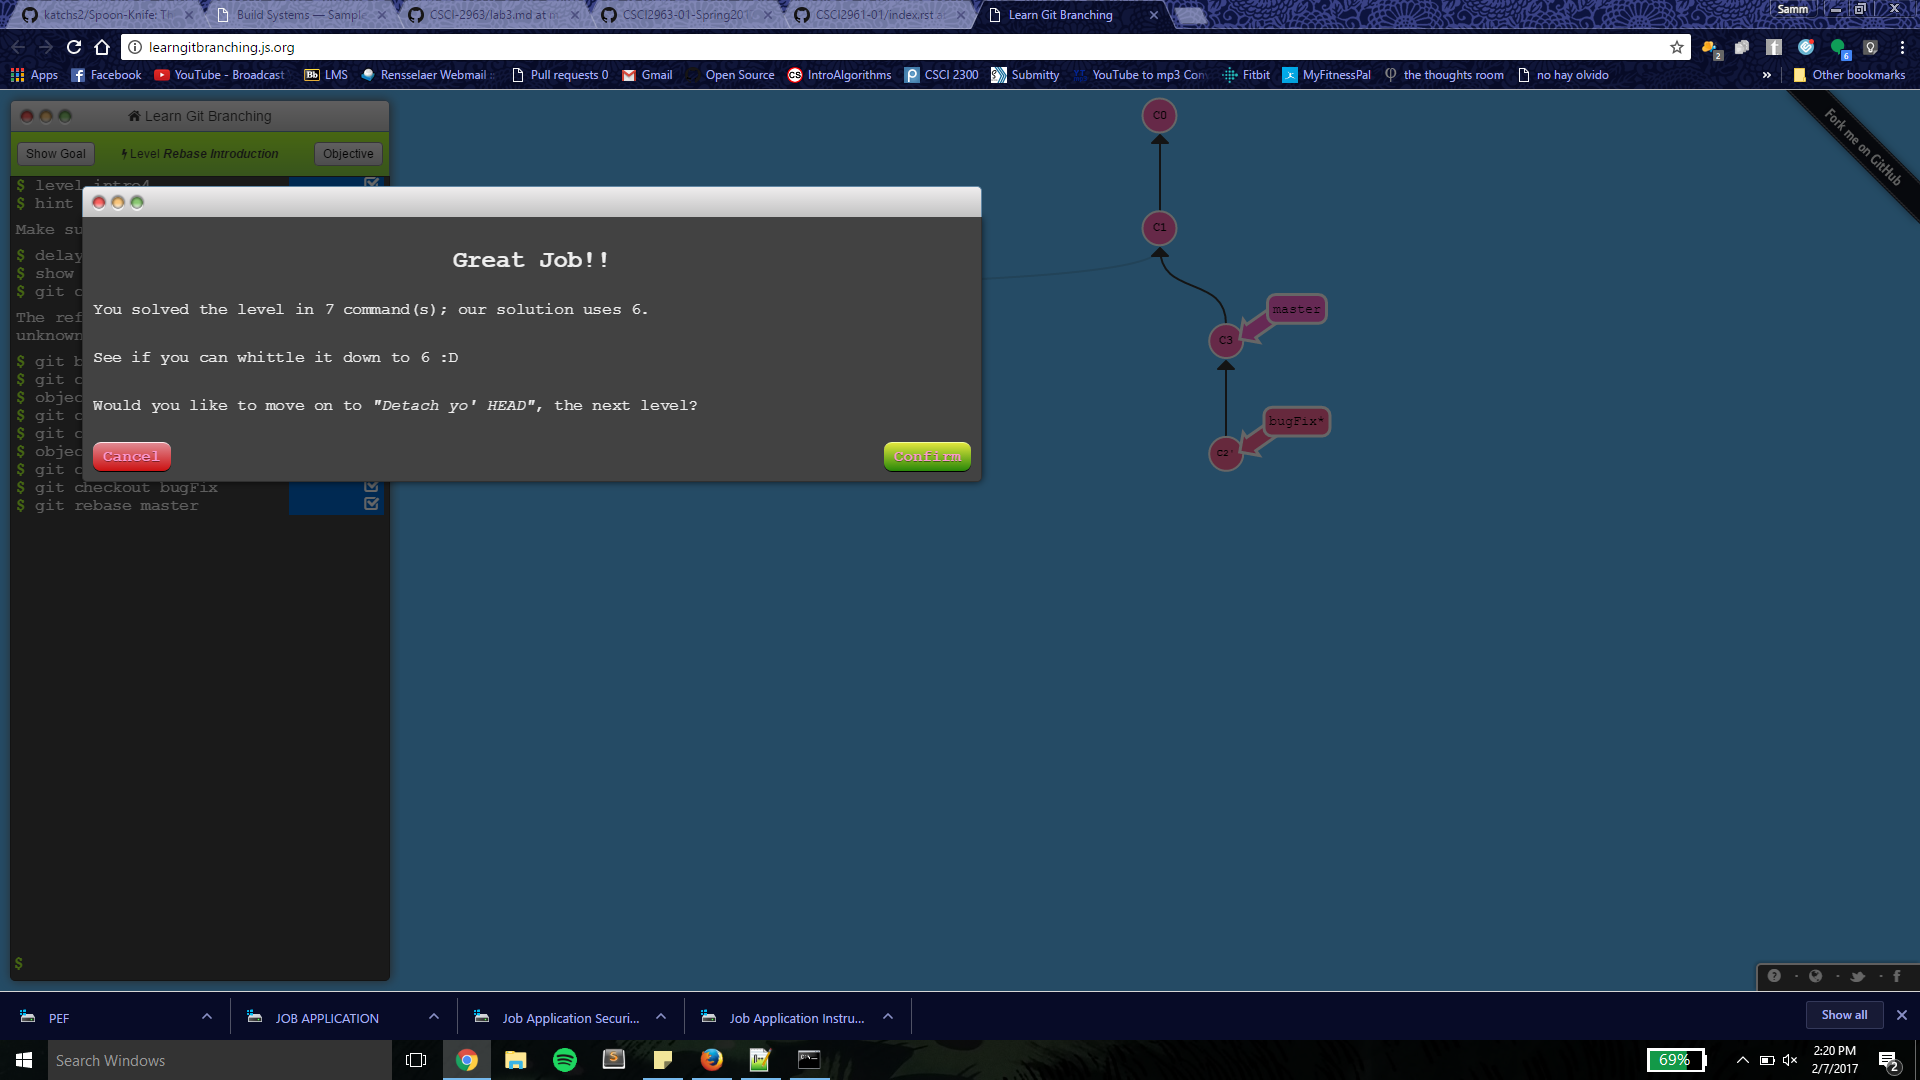 katchs2/Spoon-Knife: Th
Build Systems — Sampl
CSCI-2963/lab3.md at m
CSCI2963-01-Spring201
CSCI2961-01/index.rst a
Learn Git Branching
Samm
learngitbranching.js.org
Apps
Facebook
YouTube - Broadcast
Bb LMS
Rensselaer Webmail :
Pull requests 0
Gmail
Open Source
CS IntroAlgorithms
CSCI 2300
Submitty
YouTube to mp3 Con
Fitbit
MyFitnessPal
the thoughts room
no hay olvido
»
Other bookmarks
Learn Git Branching
Show Goal
Level Rebase Introduction
Objective
$ level intro4
$ hint
Make su
$ delay
$ show
$ git c
The ref
unknown
$ git b
$ git c
$ objec
$ git c
$ git c
$ objec
$ git c
$ git checkout bugFix
$ git rebase master
$
Great Job!!
You solved the level in 7 command(s); our solution uses 6.
See if you can whittle it down to 6 :D
Would you like to move on to "Detach yo' HEAD", the next level?
Cancel
Confirm
C0
C1
C3
master
C2'
bugFix*
Fork me on GitHub
PEF
JOB APPLICATION
Job Application Securi...
Job Application Instru...
Show all
Search Windows
69%
2:20 PM
2/7/2017
2